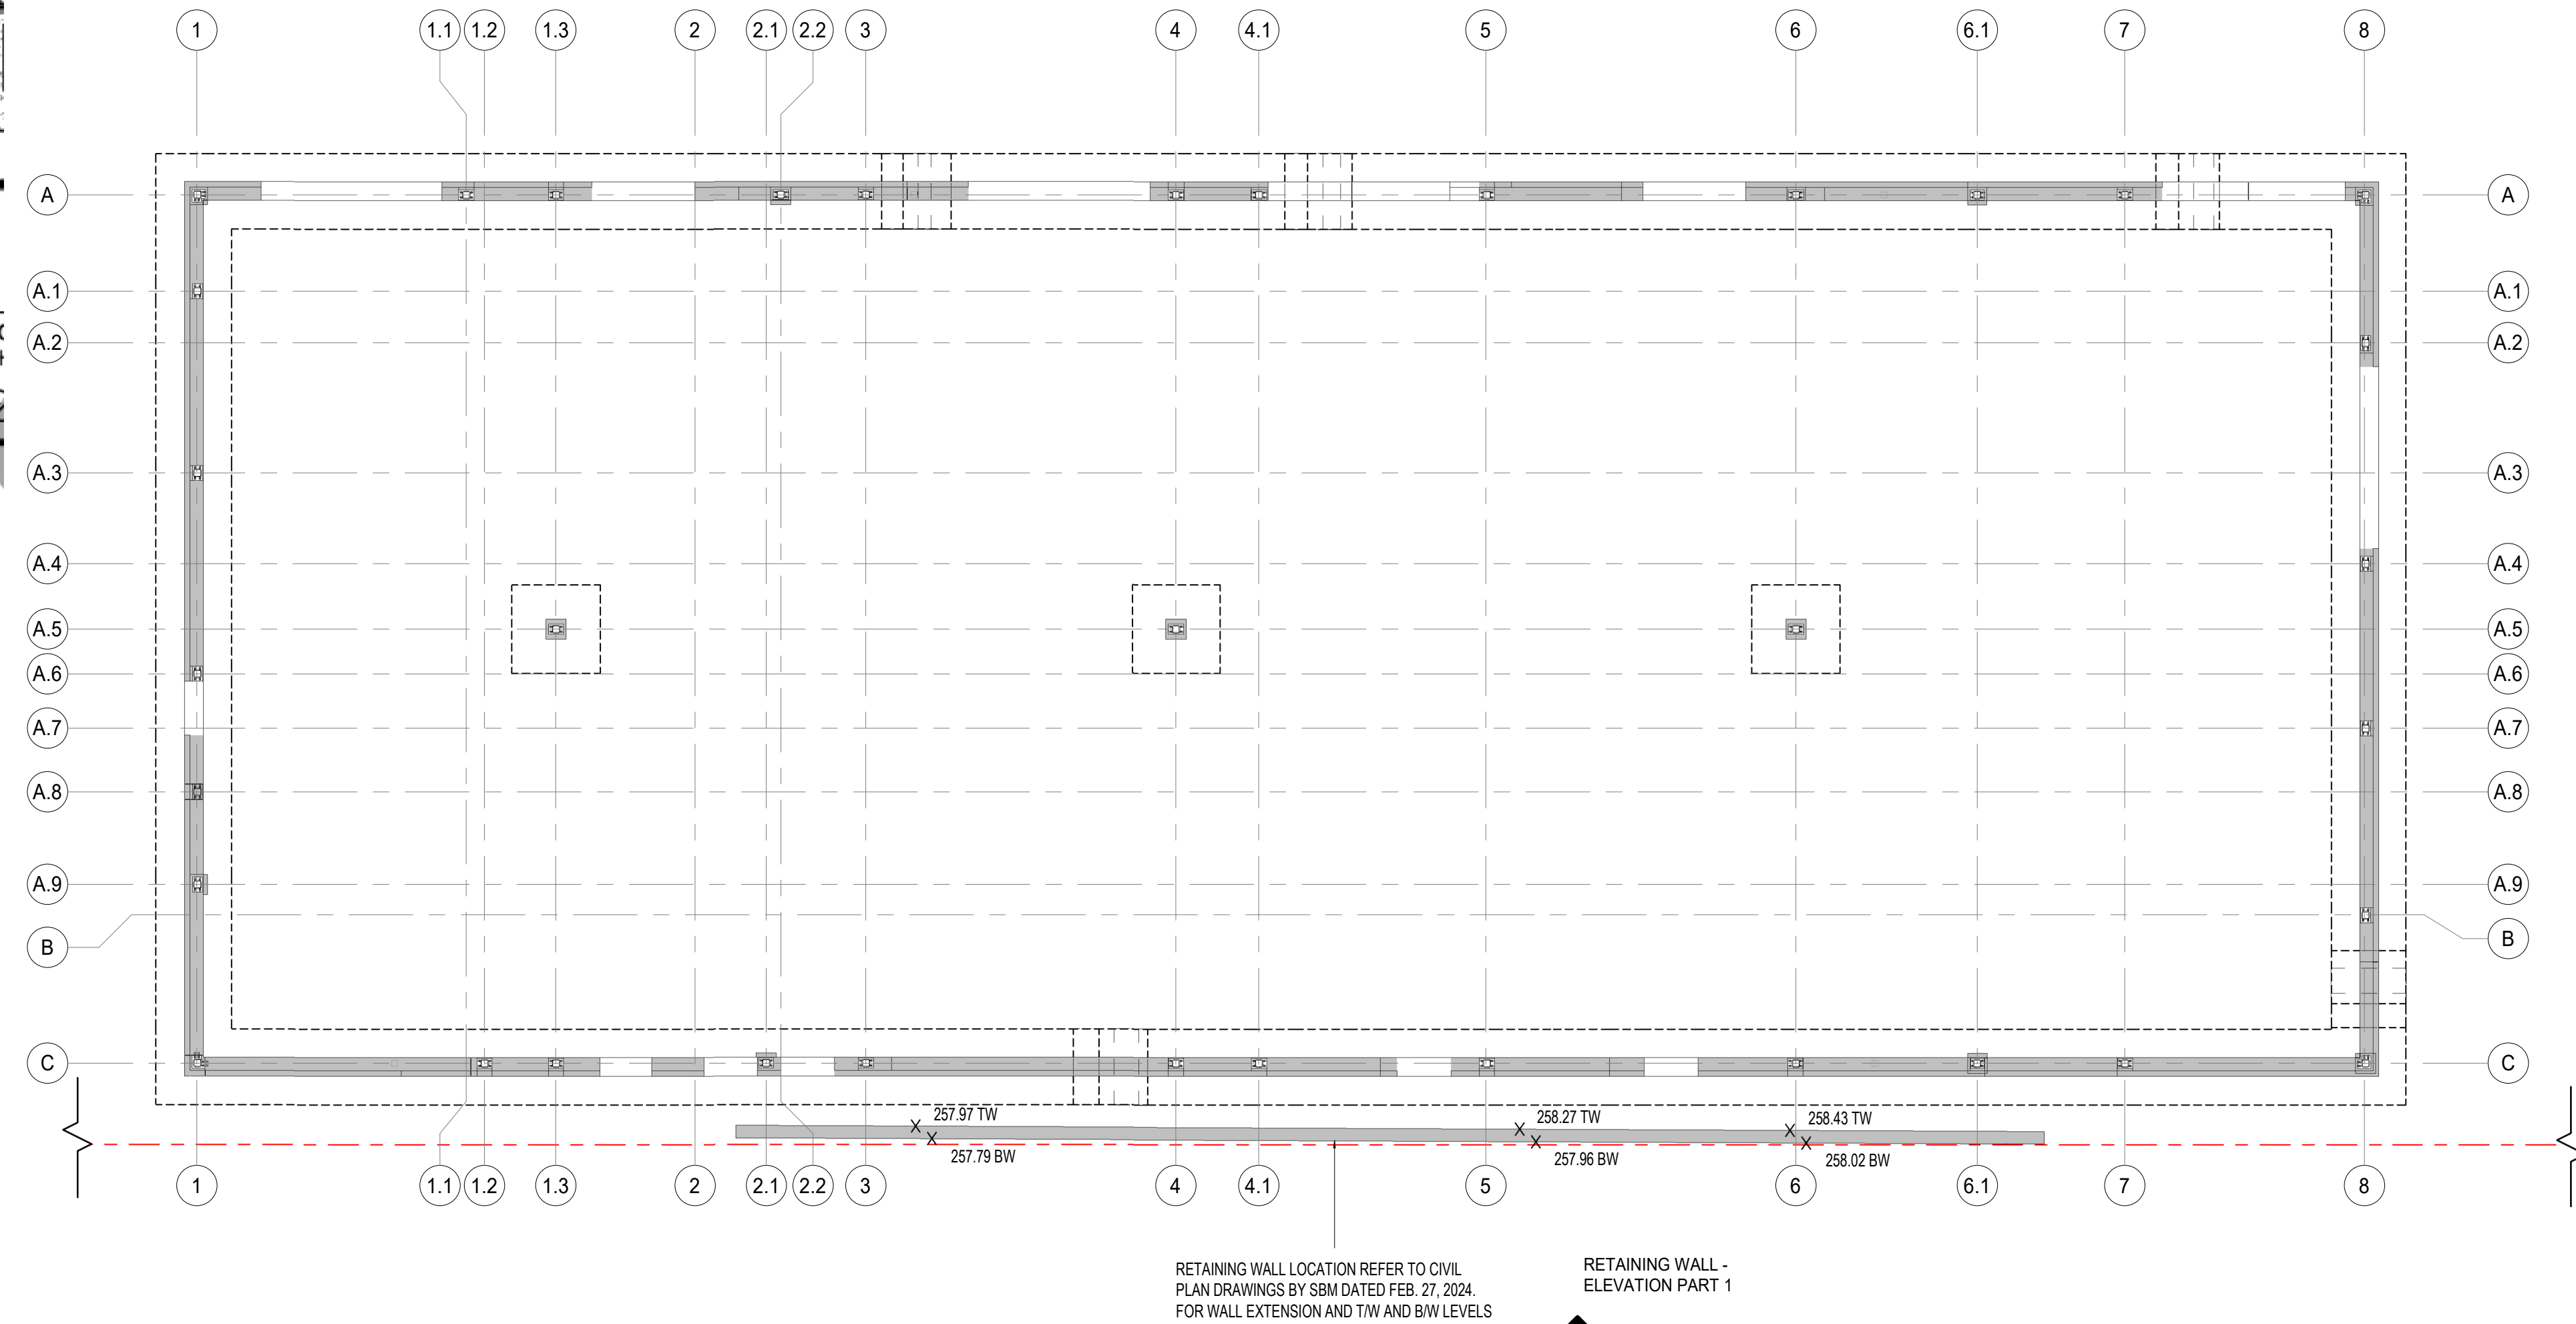 1 1.1 1.2 1.3 2 2.1 2.2 3 4 4.1 5 6 6.1 7 8
A A
A.1 A.1
A.2 A.2
A.3 A.3
A.4 A.4
A.5 A.5
A.6 A.6
A.7 A.7
A.8 A.8
A.9 A.9
B B
C C
257.97 TW 258.27 TW 258.43 TW
257.79 BW 257.96 BW 258.02 BW
1 1.1 1.2 1.3 2 2.1 2.2 3 4 4.1 5 6 6.1 7 8
RETAINING WALL LOCATION REFER TO CIVIL
PLAN DRAWINGS BY SBM DATED FEB. 27, 2024.
FOR WALL EXTENSION AND T/W AND B/W LEVELS
RETAINING WALL -
ELEVATION PART 1